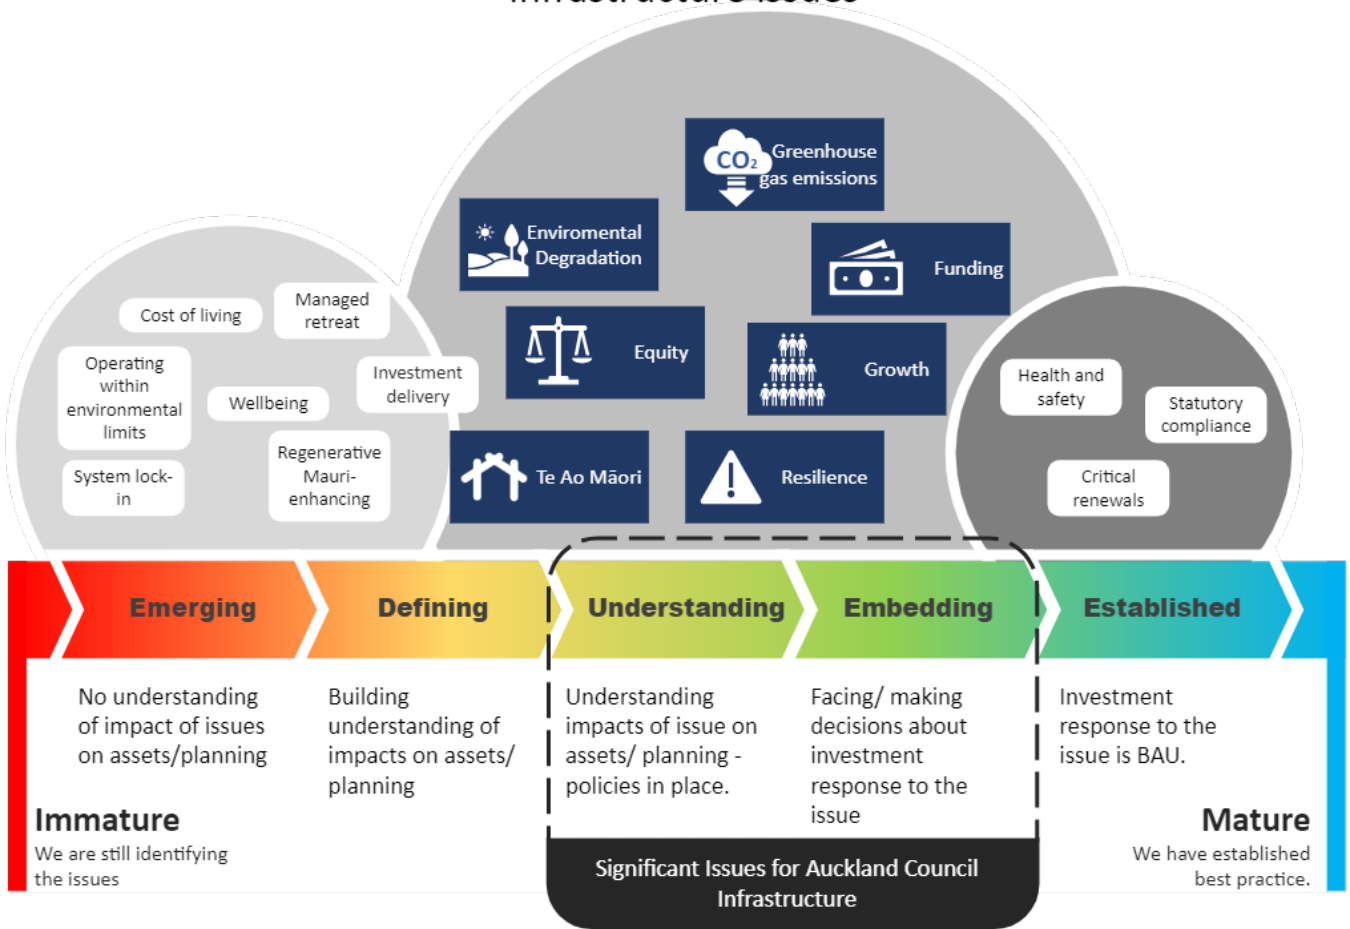 Infrastructure issues
CO₂
Greenhouse
gas emissions
Enviromental
Degradation
Funding
Equity
Growth
Te Ao Māori
Resilience
Cost of living
Managed
retreat
Operating
within
environmental
limits
Wellbeing
Investment
delivery
System lock-
in
Regenerative
Mauri-
enhancing
Health and
safety
Statutory
compliance
Critical
renewals
Emerging
Defining
Understanding
Embedding
Established
No understanding
of impact of issues
on assets/planning
Building
understanding of
impacts on assets/
planning
Understanding
impacts of issue on
assets/ planning -
policies in place.
Facing/ making
decisions about
investment
response to the
issue
Investment
response to the
issue is BAU.
Immature
We are still identifying
the issues
Mature
We have established
best practice.
Significant Issues for Auckland Council
Infrastructure